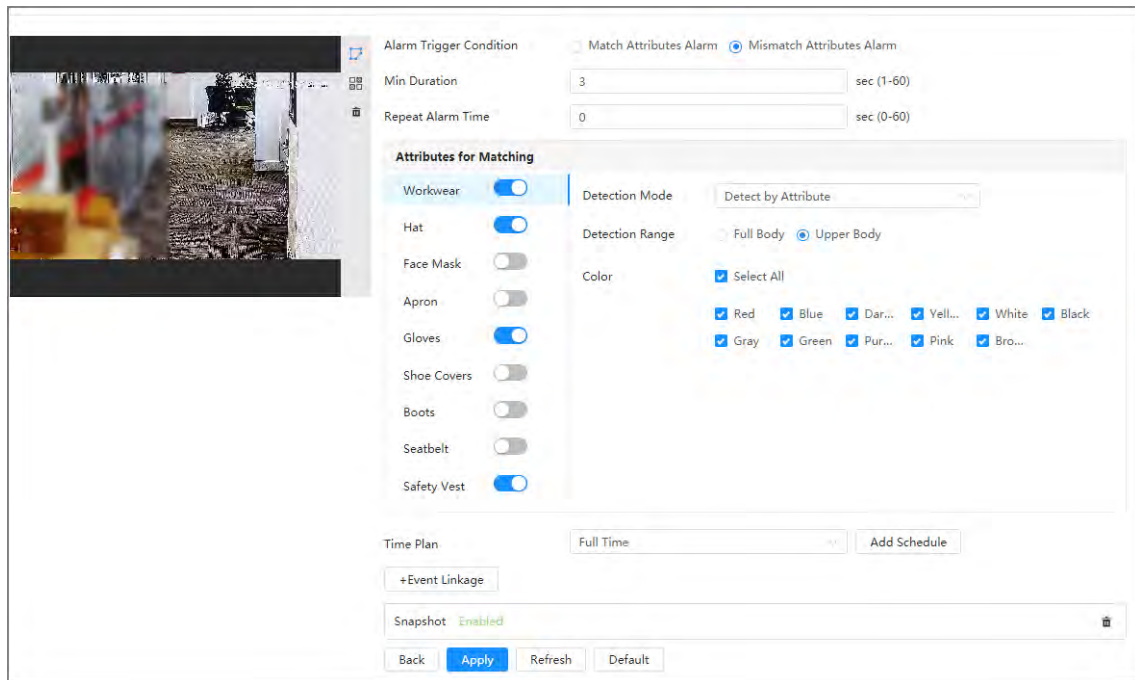 Alarm Trigger Condition Match Attributes Alarm Mismatch Attributes Alarm
Min Duration 3 sec (1-60)
Repeat Alarm Time 0 sec (0-60)
Attributes for Matching
Workwear
Detection Mode Detect by Attribute
Hat
Detection Range Full Body Upper Body
Face Mask
Color Select All
Apron
Red Blue Dar... Yell... White Black
Gloves
Gray Green Pur... Pink Bro...
Shoe Covers
Boots
Seatbelt
Safety Vest
Time Plan Full Time Add Schedule
+Event Linkage
Snapshot Enabled
Back Apply Refresh Default